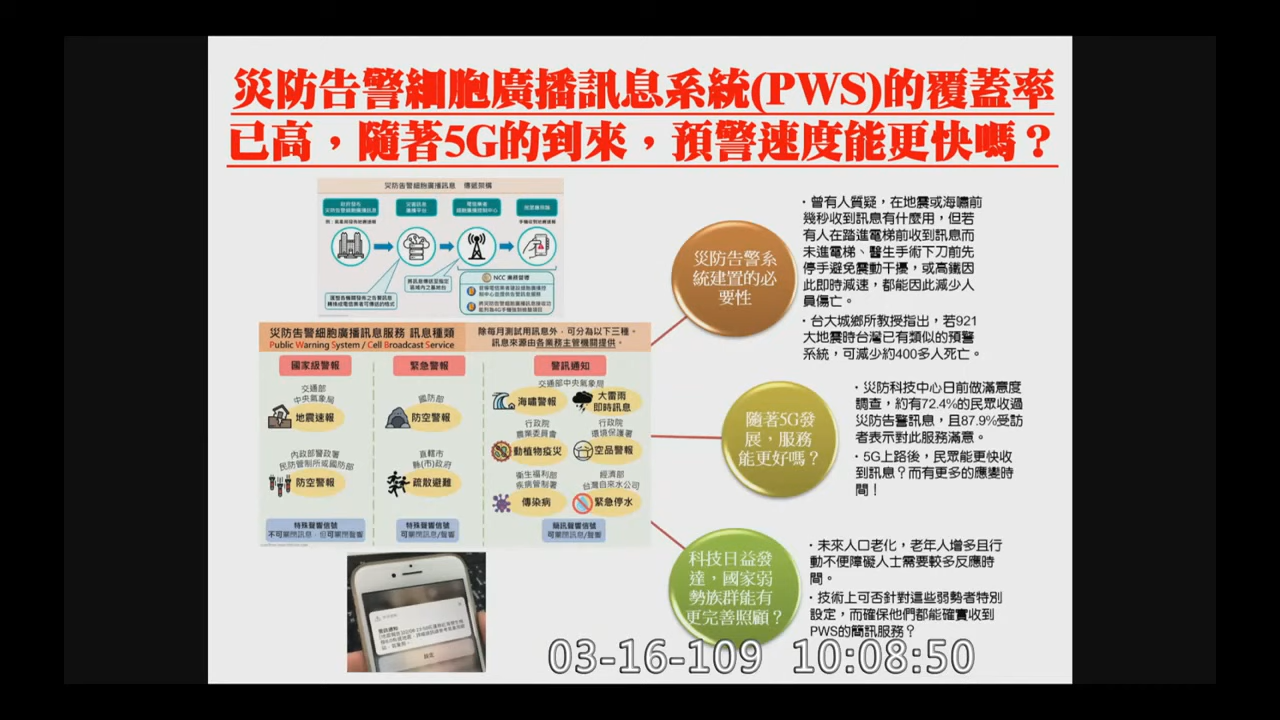 災防告警細胞廣播訊息系統(PWS)的覆蓋率
已高，隨著5G的到來，預警速度能更快嗎？
災防告警細胞廣播訊息 傳遞架構
NCC 業務管理
災防告警細胞廣播訊息服務 訊息種類
Public Warning System / Cell Broadcast Service
除每月測試用訊息外，可分為以下三種。
訊息來源由各業務主管機關提供。
國家級警報
交通部
中央氣象局
地震速報
內政部警政署
民防管制所或國防部
防空警報
特殊聲響信號
不可關閉訊息，但可關閉聲響
緊急警報
國防部
防空警報
直轄市
縣(市)政府
疏散避難
特殊聲響信號
可關閉訊息/聲響
警訊通知
交通部中央氣象局
海嘯警報
大雷雨
即時訊息
行政院
農業委員會
動植物疫災
行政院
環境保護署
空品警報
衛生福利部
疾病管制署
傳染病
經濟部
台灣自來水公司
緊急停水
簡訊聲響信號
可關閉訊息/聲響
災防告警系
統建置的必
要性
‧曾有人質疑，在地震或海嘯前
幾秒收到訊息有什麼用，但若
有人在踏進電梯前收到訊息而
未進電梯、醫生手術下刀前先
停手避免震動干擾，或高鐵因
此即時減速，都能因此減少人
員傷亡。
‧台大城鄉所教授指出，若921
大地震時台灣已有類似的預警
系統，可減少約400多人死亡。
隨著5G發
展，服務
能更好嗎？
‧災防科技中心日前做滿意度
調查，約有72.4%的民眾收過
災防告警訊息，且87.9%受訪
者表示對此服務滿意。
‧5G上路後，民眾能更快收
到訊息？而有更多的應變時
間！
科技日益發
達，國家弱
勢族群能有
更完善照顧？
‧未來人口老化，老年人增多且行
動不便障礙人士需要較多反應時
間。
‧技術上可否針對這些弱勢者特別
設定，而確保他們都能確實收到
PWS的簡訊服務？
03-16-109 10:08:50